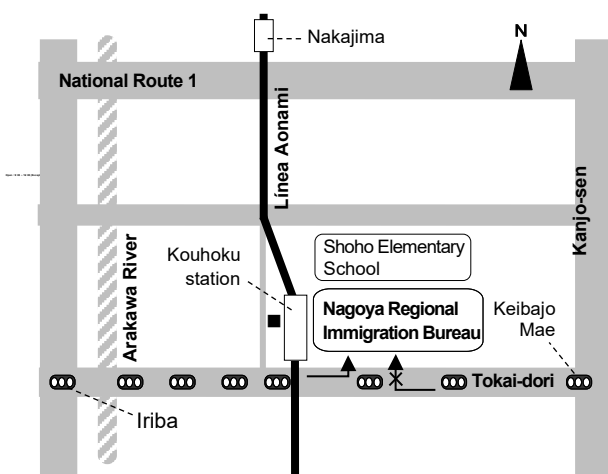 Nakajima
N
National Route 1
Línea Aonami
Kanjo-sen
Arakawa River
Kouhoku
station
Shoho Elementary
School
Nagoya Regional
Immigration Bureau
Keibajo
Mae
Tokai-dori
Iriba